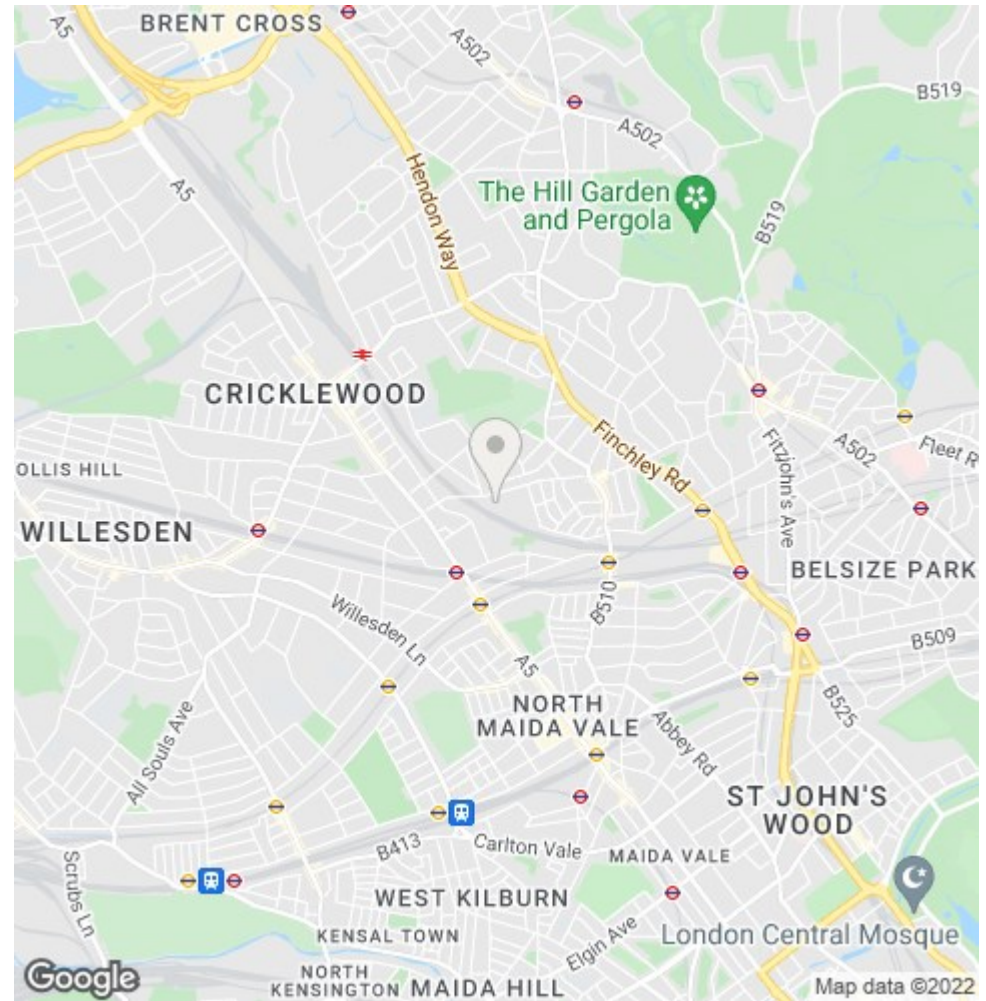 BRENT CROSS
A5
A502
B519
A502
A5
Hendon Way
The Hill Garden
and Pergola
B519
CRICKLEWOOD
Finchley Rd
Fitzjohn's Ave
A502
Fleet R
OLLIS HILL
WILLESDEN
BELSIZE PARK
B510
Willesden Ln
B509
A5
NORTH
MAIDA VALE
Abbey Rd
B525
All Souls Ave
ST JOHN'S
WOOD
B413
Carlton Vale
MAIDA VALE
Scrubs Ln
WEST KILBURN
London Central Mosque
Elgin Ave
KENSAL TOWN
NORTH
KENSINGTON
MAIDA HILL
Google
Map data ©2022